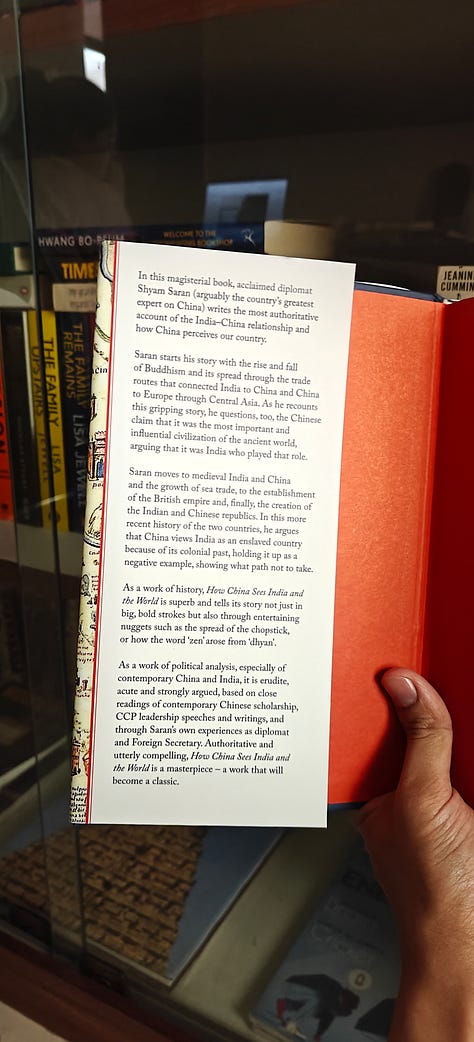 HWANG BO-REUM
WELCOME TO THE
BOOKSHOP
TIME
JEANIN
CUMMIN
THE FAMILY
UPSTAIRS
LISA
THE FAMILY
REMAINS
LISA JEWELL
In this magisterial book, acclaimed diplomat
Shyam Saran (arguably the country's greatest
expert on China) writes the most authoritative
account of the India–China relationship and
how China perceives our country.
Saran starts his story with the rise and fall
of Buddhism and its spread through the trade
routes that connected India to China and China
to Europe through Central Asia. As he recounts
this gripping story, he questions, too, the Chinese
claim that it was the most important and
influential civilization of the ancient world,
arguing that it was India who played that role.
Saran moves to medieval India and China
and the growth of sea trade, to the establishment
of the British empire and, finally, the creation of
the Indian and Chinese republics. In this more
recent history of the two countries, he argues
that China views India as an enslaved country
because of its colonial past, holding it up as a
negative example, showing what path not to take.
As a work of history, How China Sees India and
the World is superb and tells its story not just in
big, bold strokes but also through entertaining
nuggets such as the spread of the chopstick,
or how the word 'zen' arose from 'dhyan'.
As a work of political analysis, especially of
contemporary China and India, it is erudite,
acute and strongly argued, based on close
readings of contemporary Chinese scholarship,
CCP leadership speeches and writings, and
through Saran's own experiences as diplomat
and Foreign Secretary. Authoritative and
utterly compelling, How China Sees India and
the World is a masterpiece – a work that will
become a classic.